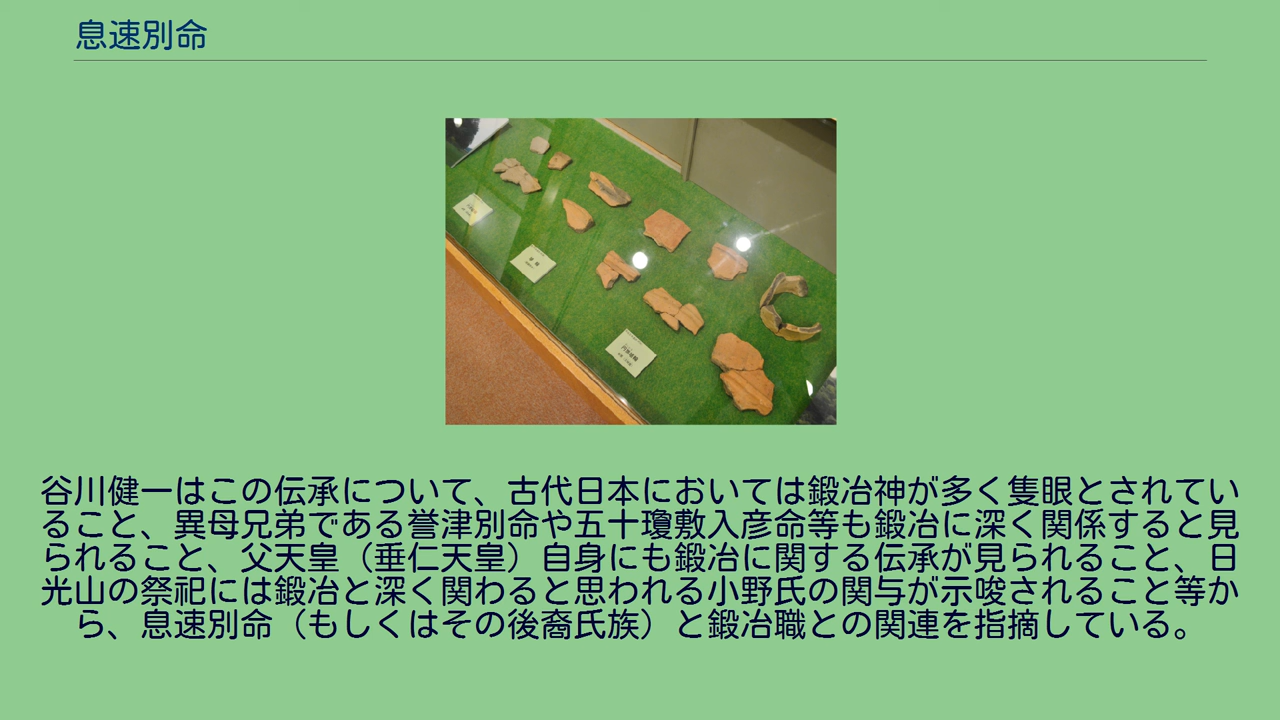 息速別命
谷川健一はこの伝承について、古代日本においては鍛冶神が多く隻眼とされてい
ること、異母兄弟である誉津別命や五十瓊敷入彦命等も鍛冶に深く関係すると見
られること、父天皇（垂仁天皇）自身にも鍛冶に関する伝承が見られること、日
光山の祭祀には鍛冶と深く関わると思われる小野氏の関与が示唆されること等か
ら、息速別命（もしくはその後裔氏族）と鍛冶職との関連を指摘している。